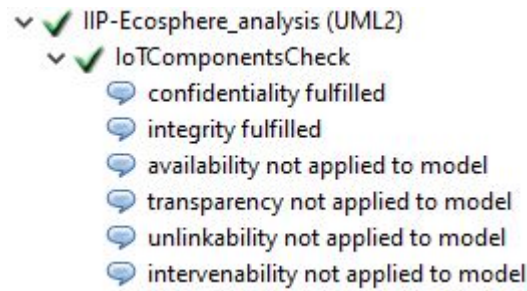 IIP-Ecosphere_analysis (UML2)
IoTComponentsCheck
confidentiality fulfilled
integrity fulfilled
availability not applied to model
transparency not applied to model
unlinkability not applied to model
intervenability not applied to model